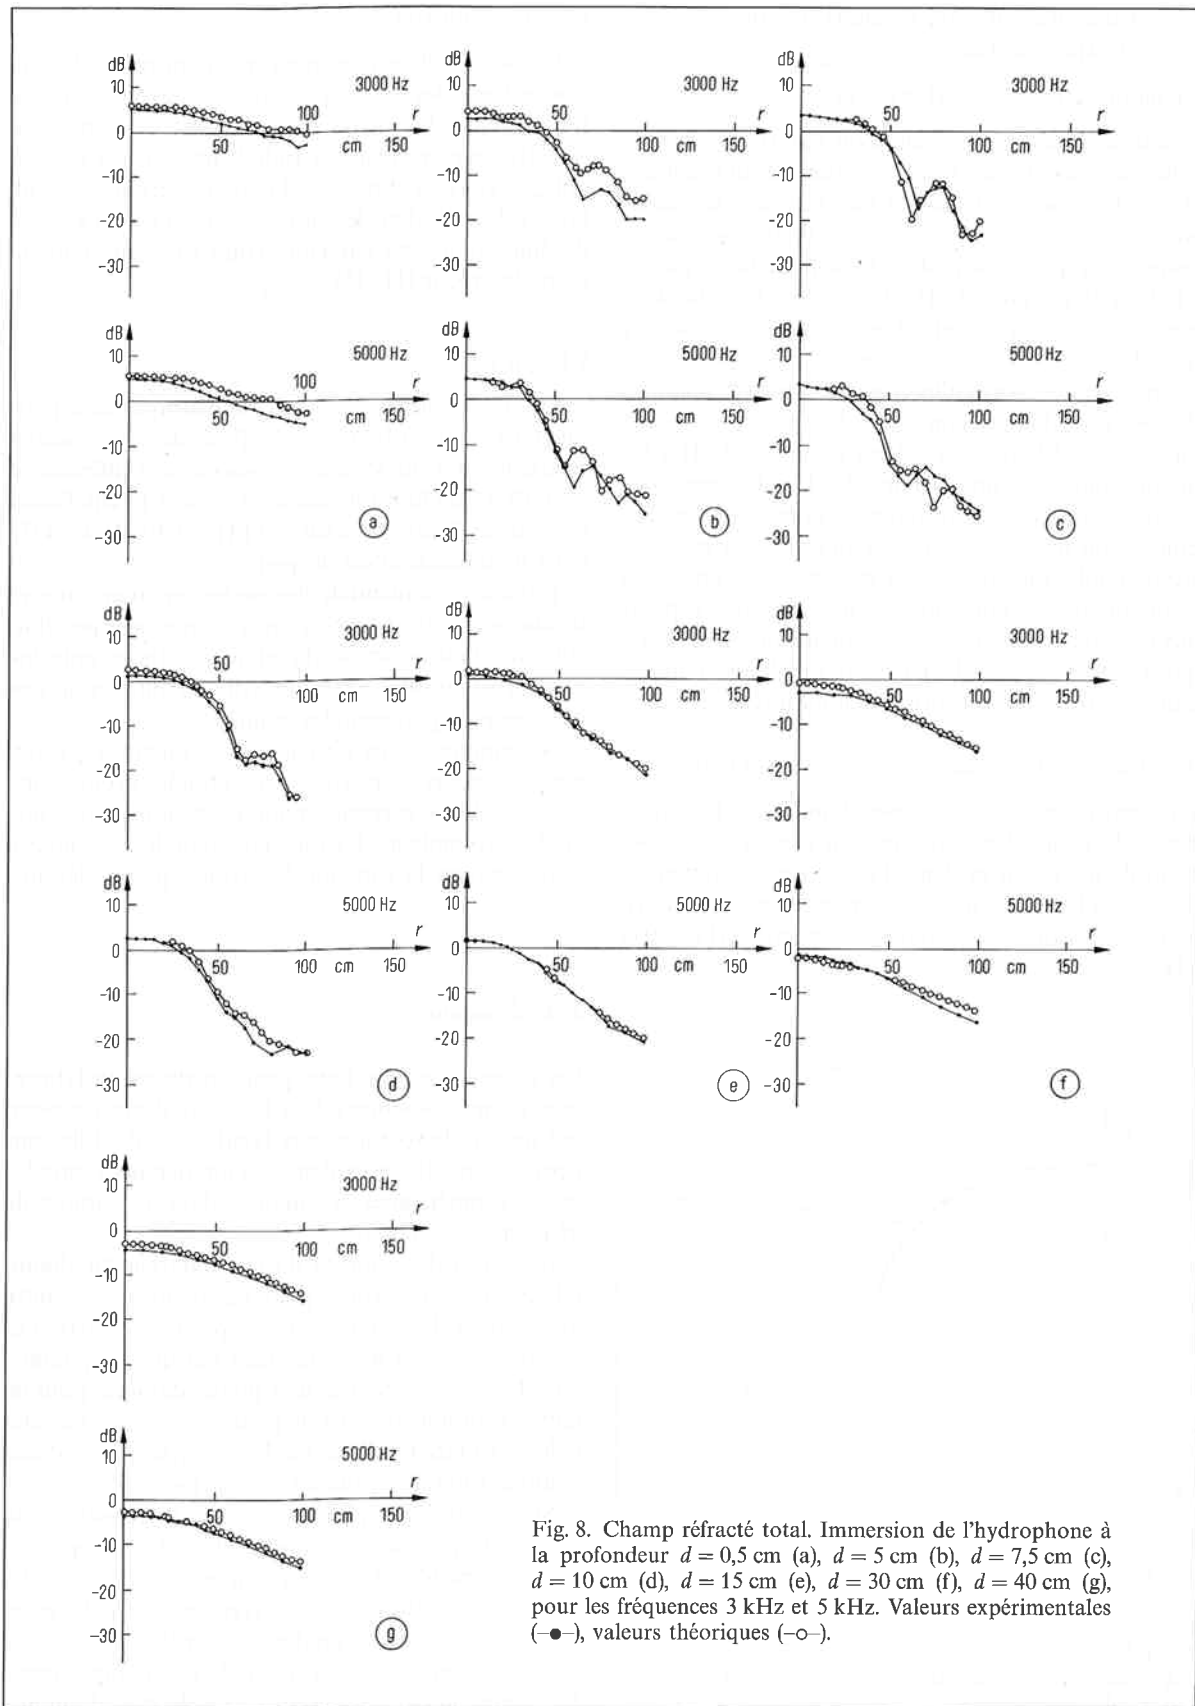 dB 10 0 -10 -20 -30 3000 Hz 50 100 cm 150 r
dB 10 0 -10 -20 -30 3000 Hz 50 100 cm 150 r
dB 10 0 -10 -20 -30 3000 Hz 50 100 cm 150 r
dB 10 0 -10 -20 -30 5000 Hz 50 100 cm 150 r
a
dB 10 0 -10 -20 -30 5000 Hz 50 100 cm 150 r
b
dB 10 0 -10 -20 -30 5000 Hz 50 100 cm 150 r
c
dB 10 0 -10 -20 -30 3000 Hz 50 100 cm 150 r
dB 10 0 -10 -20 -30 3000 Hz 50 100 cm 150 r
dB 10 0 -10 -20 -30 3000 Hz 50 100 cm 150 r
dB 10 0 -10 -20 -30 5000 Hz 50 100 cm 150 r
d
dB 10 0 -10 -20 -30 5000 Hz 50 100 cm 150 r
e
dB 10 0 -10 -20 -30 5000 Hz 50 100 cm 150 r
f
dB 10 0 -10 -20 -30 3000 Hz 50 100 cm 150 r
dB 10 0 -10 -20 -30 5000 Hz 50 100 cm 150 r
g
Fig. 8. Champ réfracté total. Immersion de l'hydrophone à
la profondeur d = 0,5 cm (a), d = 5 cm (b), d = 7,5 cm (c),
d = 10 cm (d), d = 15 cm (e), d = 30 cm (f), d = 40 cm (g),
pour les fréquences 3 kHz et 5 kHz. Valeurs expérimentales
(–●–), valeurs théoriques (–○–).